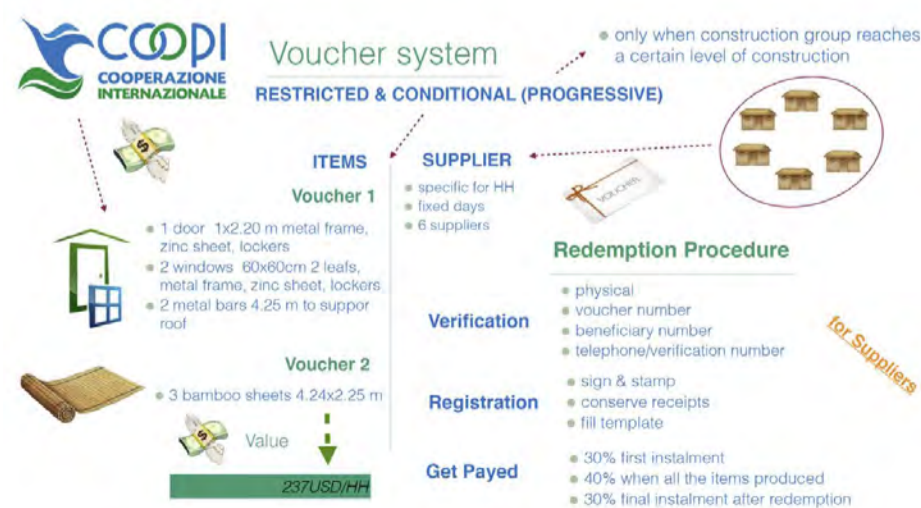 COOPI
COOPERAZIONE
INTERNAZIONALE
Voucher system
RESTRICTED & CONDITIONAL (PROGRESSIVE)
only when construction group reaches
a certain level of construction
ITEMS
Voucher 1
1 door 1x2.20 m metal frame,
zinc sheet, lockers
2 windows 60x60cm 2 leafs,
metal frame, zinc sheet, lockers
2 metal bars 4.25 m to suppor
roof
Voucher 2
3 bamboo sheets 4.24x2.25 m
Value
237USD/HH
SUPPLIER
specific for HH
fixed days
6 suppliers
VOUCHER
Redemption Procedure
Verification
physical
voucher number
beneficiary number
telephone/verification number
for Suppliers
Registration
sign & stamp
conserve receipts
fill template
Get Payed
30% first instalment
40% when all the items produced
30% final instalment after redemption